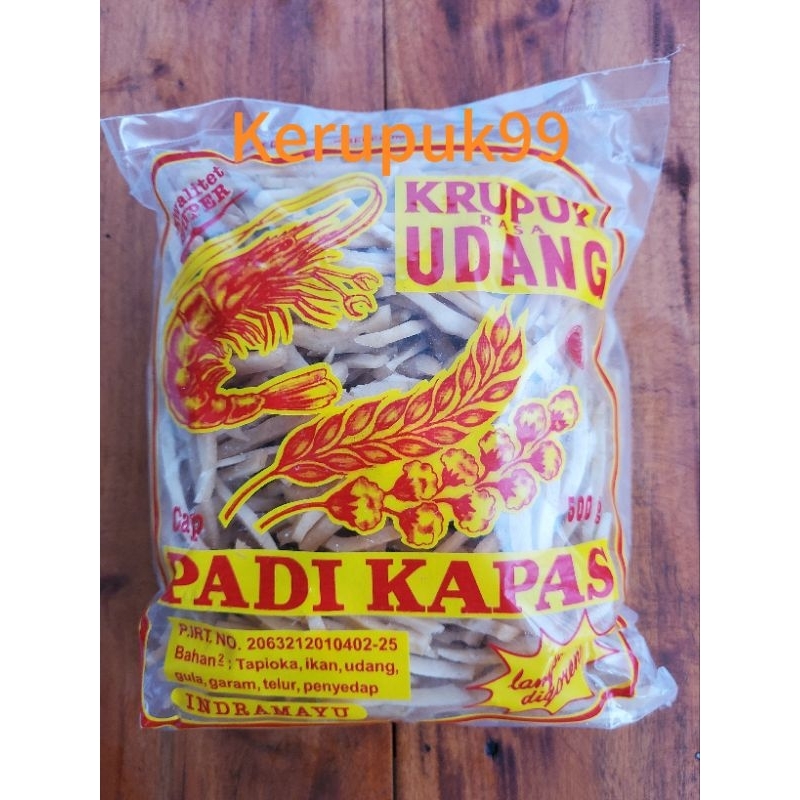 Kerupuk99
Kwalitet
SUPER
KRUPUK
RASA
UDANG
Cap
500 g
PADI KAPAS
P.IRT. NO. 2063212010402-25
Bahan2 : Tapioka, ikan, udang,
gula, garam, telur, penyedap
INDRAMAYU
digoreng